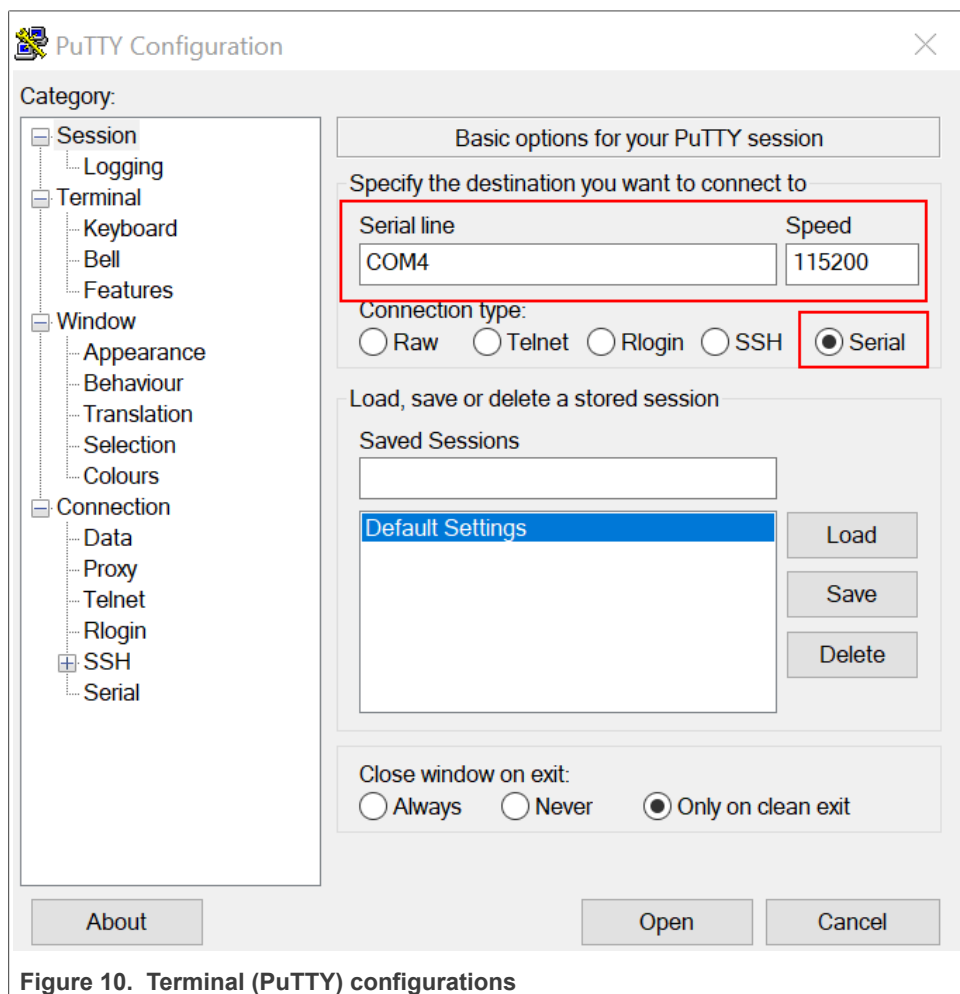 PuTTY Configuration
Category:
Session
Logging
Terminal
Keyboard
Bell
Features
Window
Appearance
Behaviour
Translation
Selection
Colours
Connection
Data
Proxy
Telnet
Rlogin
SSH
Serial
Basic options for your PuTTY session
Specify the destination you want to connect to
Serial line Speed
COM4 115200
Connection type:
Raw Telnet Rlogin SSH Serial
Load, save or delete a stored session
Saved Sessions
Default Settings
Load
Save
Delete
Close window on exit:
Always Never Only on clean exit
About Open Cancel
Figure 10. Terminal (PuTTY) configurations